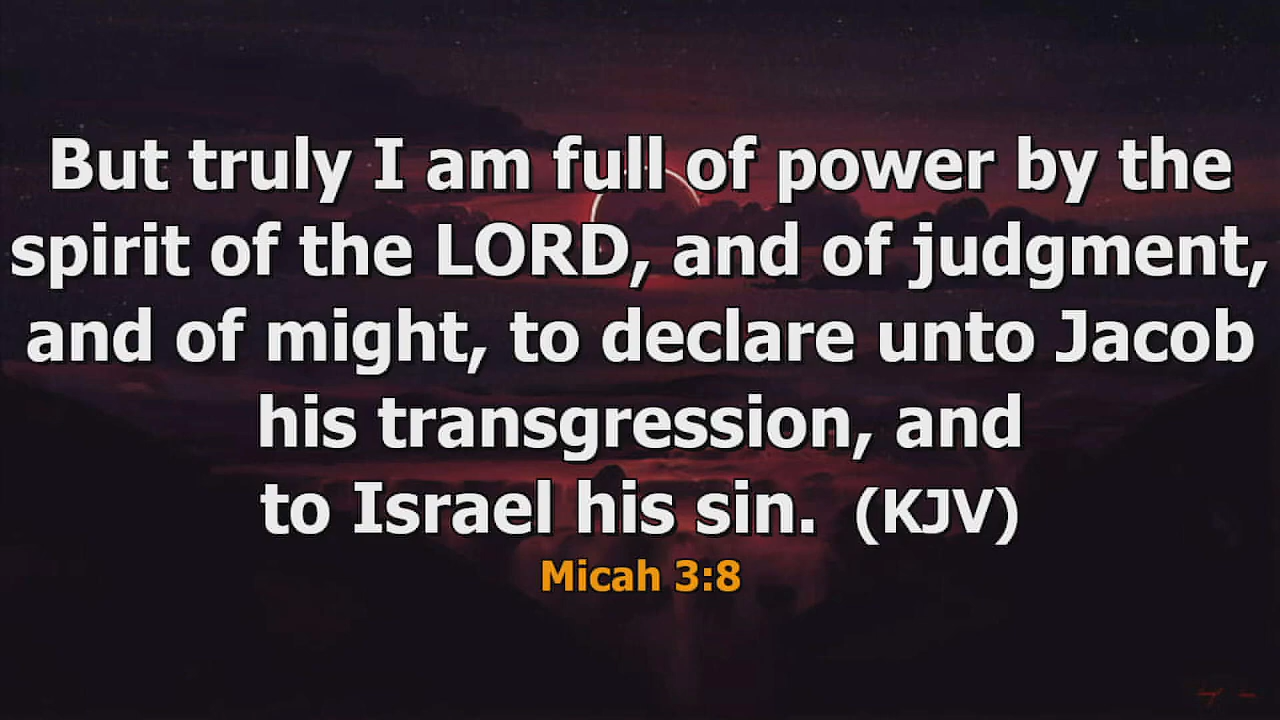 But truly I am full of power by the
spirit of the LORD, and of judgment,
and of might, to declare unto Jacob
his transgression, and
to Israel his sin. (KJV)
Micah 3:8